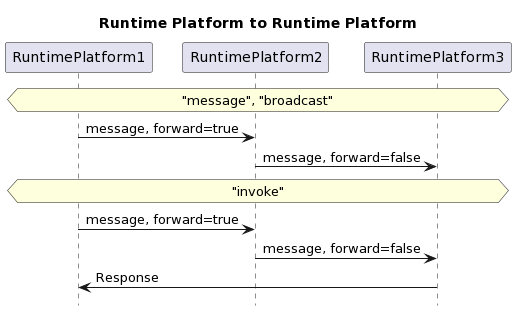 Runtime Platform to Runtime Platform
RuntimePlatform1 RuntimePlatform2 RuntimePlatform3
"message", "broadcast"
message, forward=true
message, forward=false
"invoke"
message, forward=true
message, forward=false
Response